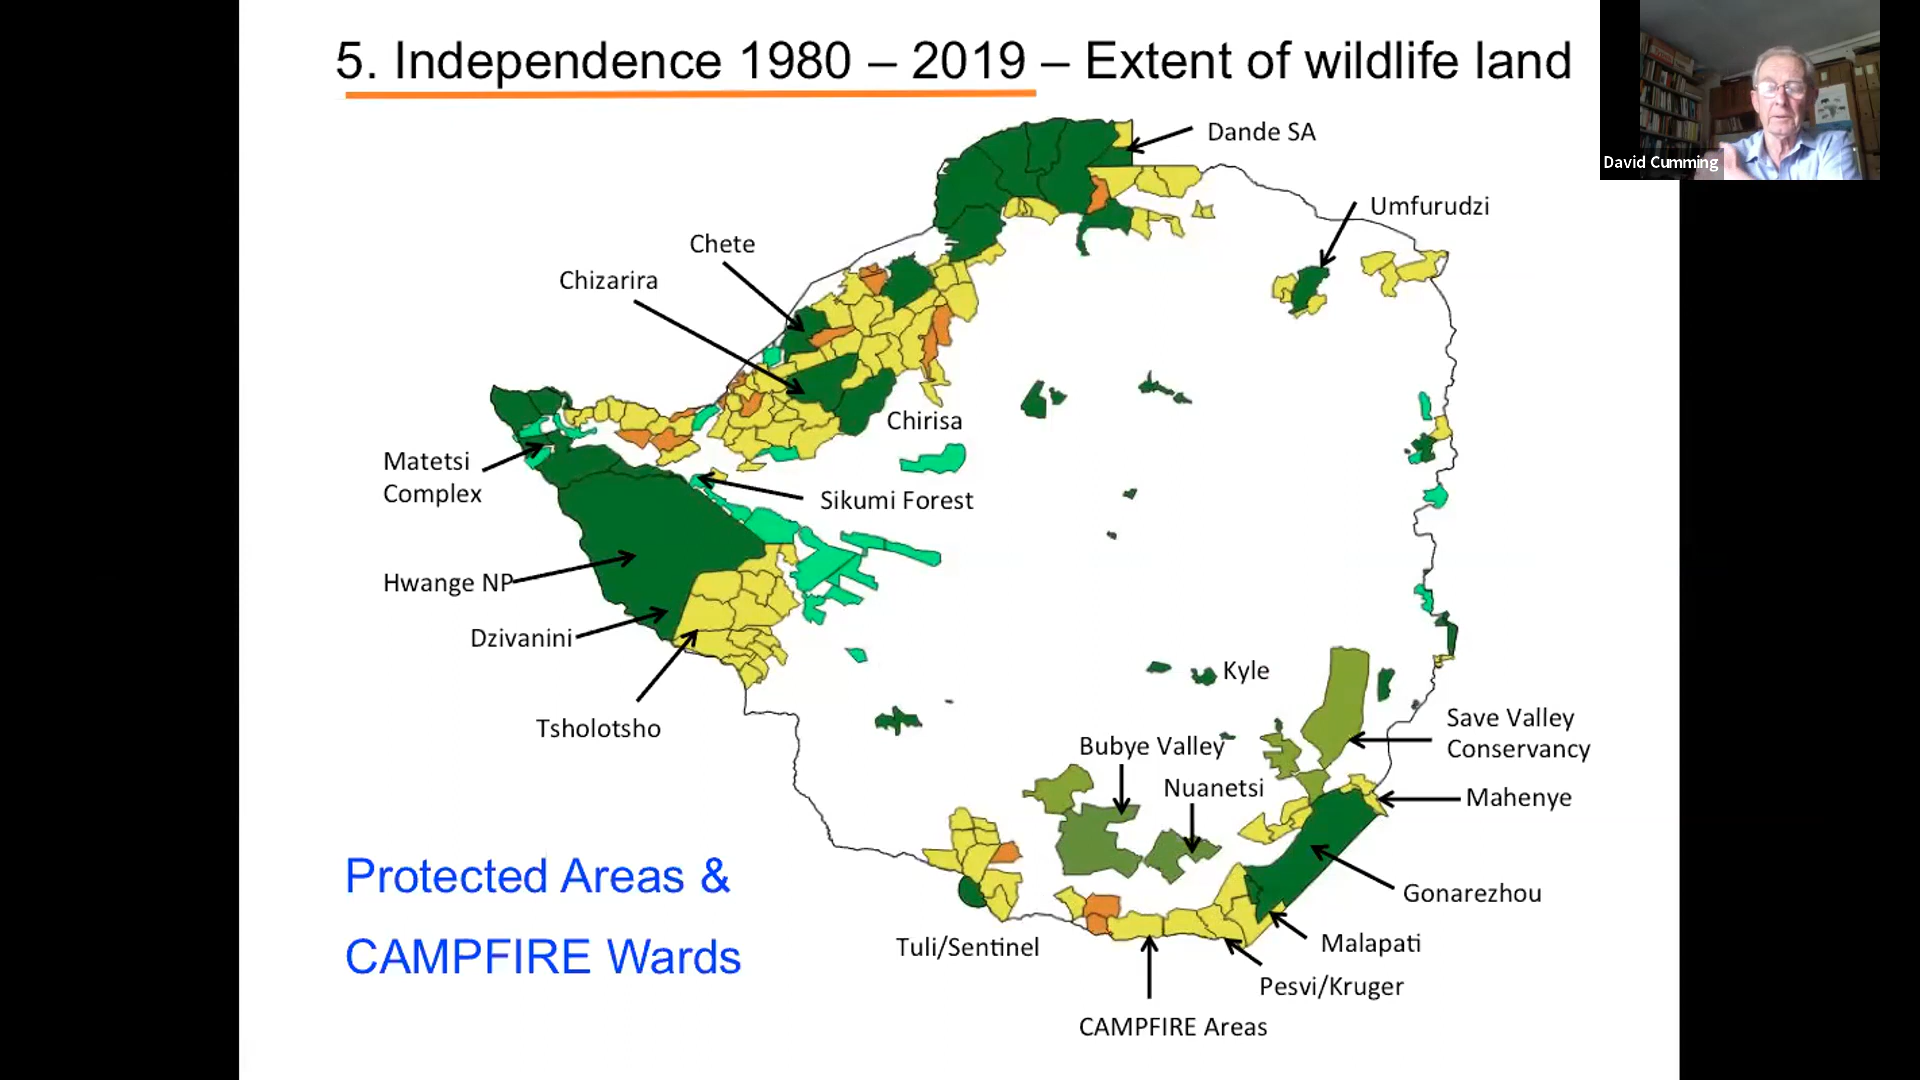 5. Independence 1980 – 2019 – Extent of wildlife land
David Cumming
Dande SA
Umfurudzi
Chete
Chizarira
Chirisa
Matetsi
Complex
Sikumi Forest
Hwange NP
Dzivanini
Tsholotsho
Kyle
Save Valley
Conservancy
Bubye Valley
Nuanetsi
Mahenye
Protected Areas &
CAMPFIRE Wards
Gonarezhou
Tuli/Sentinel
Malapati
Pesvi/Kruger
CAMPFIRE Areas